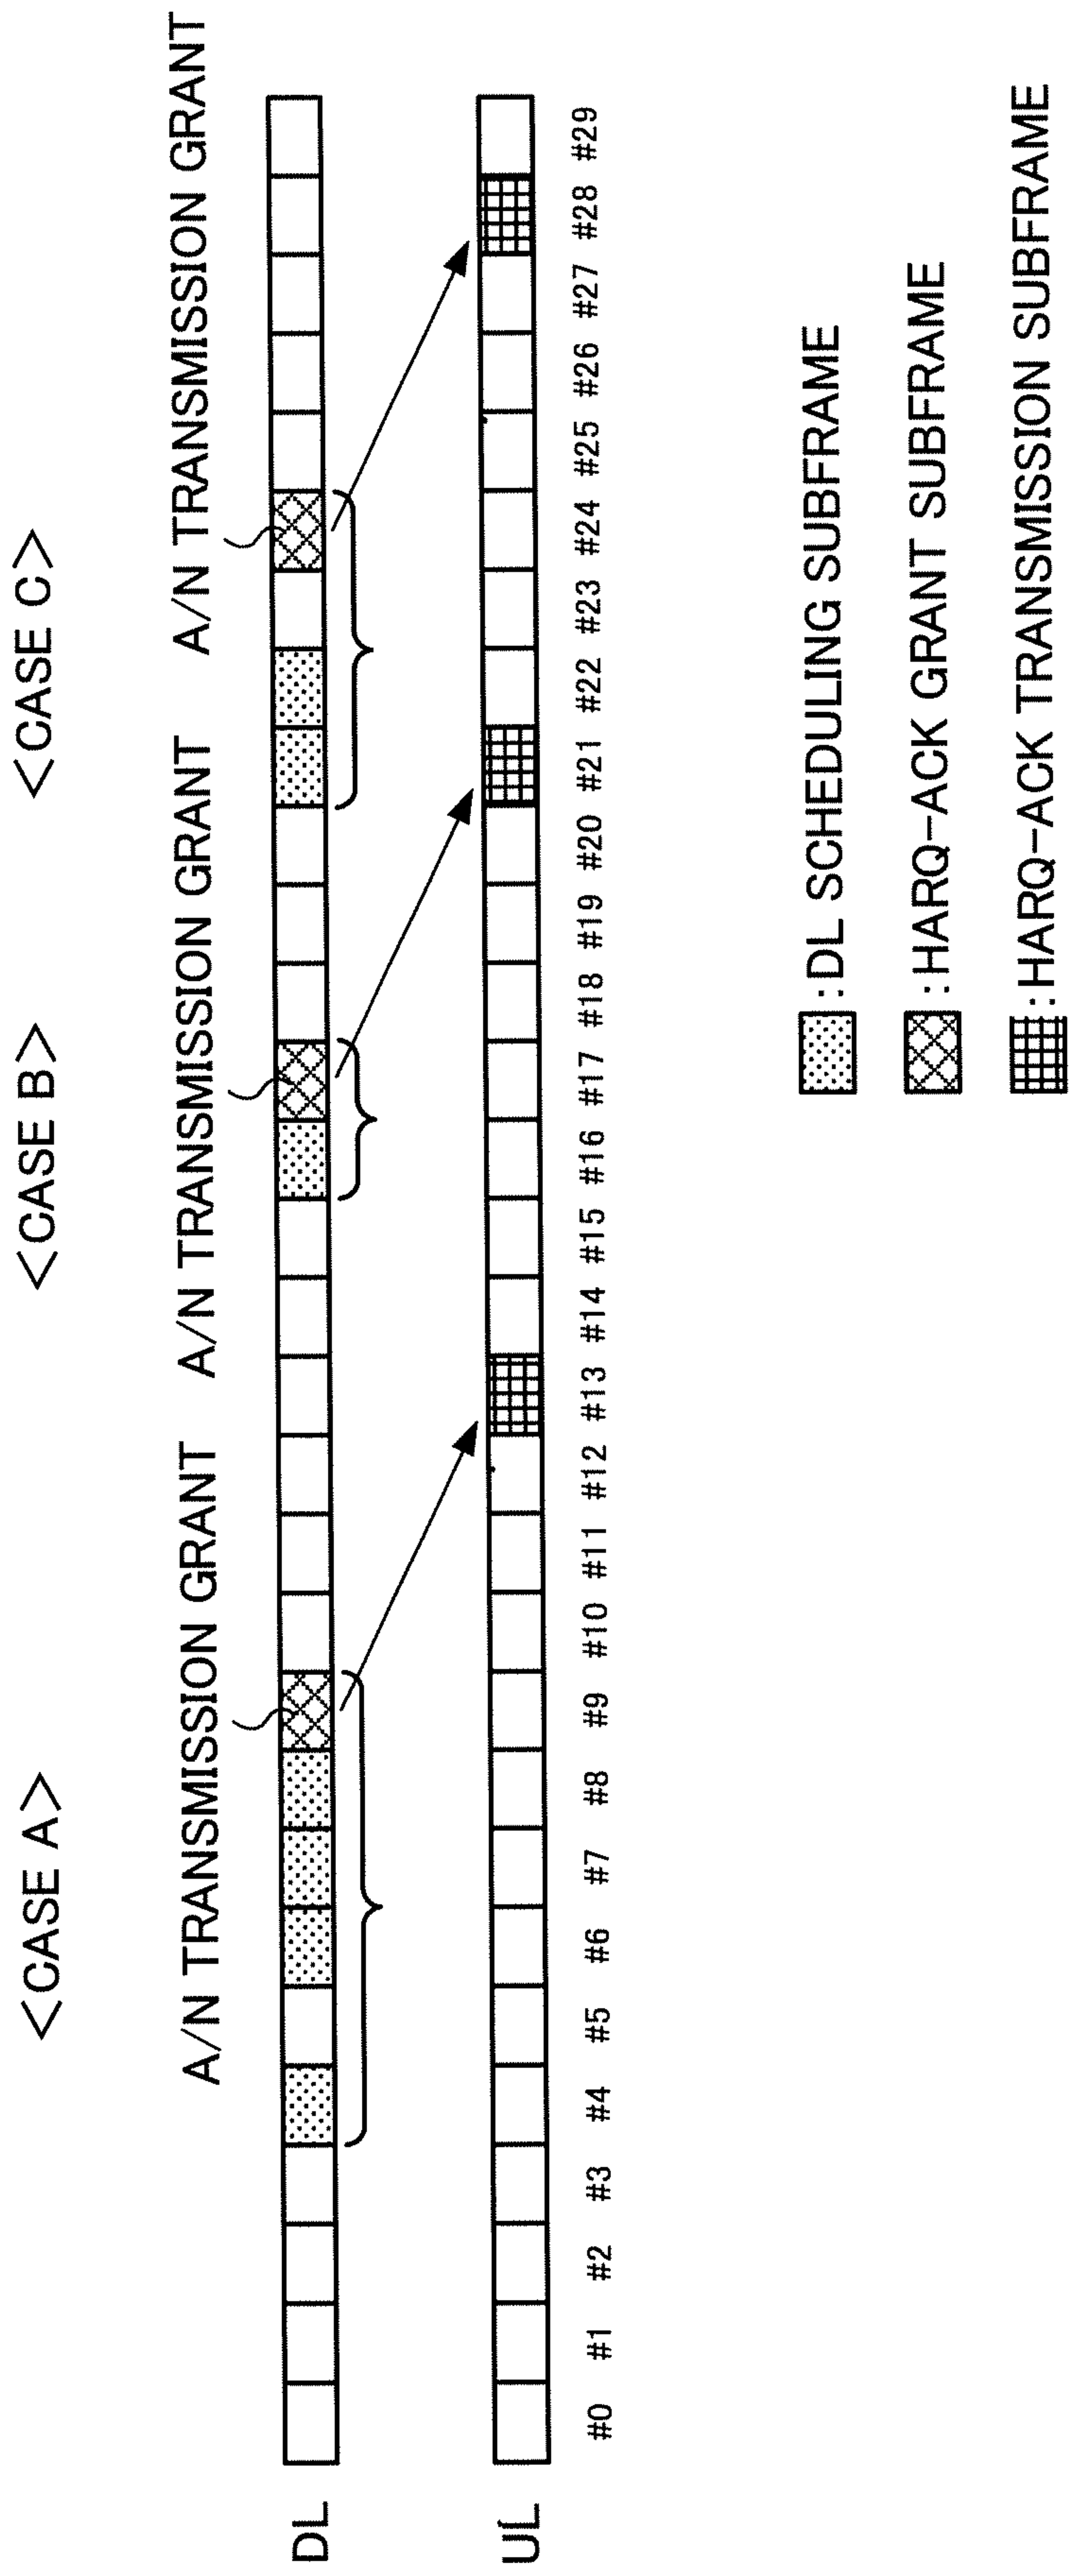 <CASE A> <CASE B> <CASE C>
A/N TRANSMISSION GRANT A/N TRANSMISSION GRANT A/N TRANSMISSION GRANT
DL
UL
#0 #1 #2 #3 #4 #5 #6 #7 #8 #9 #10 #11 #12 #13 #14 #15 #16 #17 #18 #19 #20 #21 #22 #23 #24 #25 #26 #27 #28 #29
:DL SCHEDULING SUBFRAME
:HARQ-ACK GRANT SUBFRAME
:HARQ-ACK TRANSMISSION SUBFRAME